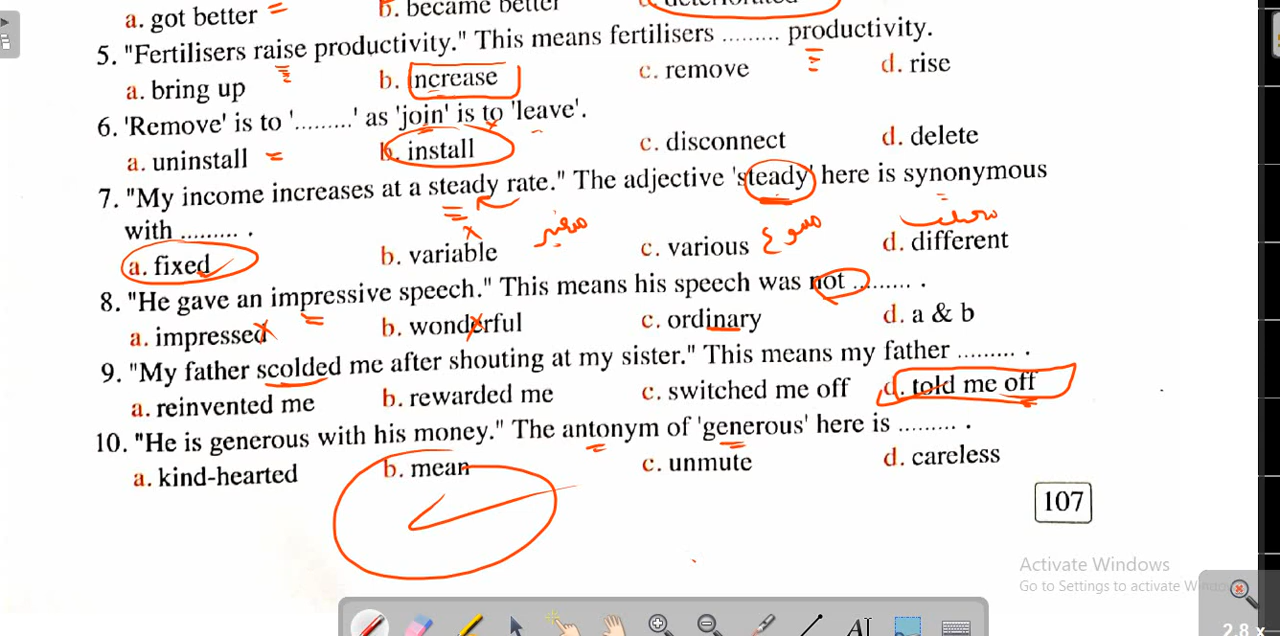 a. got better b. became better
5. "Fertilisers raise productivity." This means fertilisers ......... productivity.
a. bring up b. increase c. remove d. rise
6. 'Remove' is to '.........' as 'join' is to 'leave'.
a. uninstall b. install c. disconnect d. delete
7. "My income increases at a steady rate." The adjective 'steady' here is synonymous
with ......... .
a. fixed b. variable c. various d. different
8. "He gave an impressive speech." This means his speech was not ......... .
a. impressed b. wonderful c. ordinary d. a & b
9. "My father scolded me after shouting at my sister." This means my father ......... .
a. reinvented me b. rewarded me c. switched me off d. told me off
10. "He is generous with his money." The antonym of 'generous' here is ......... .
a. kind-hearted b. mean c. unmute d. careless
107
Activate Windows
Go to Settings to activate
2.8 x